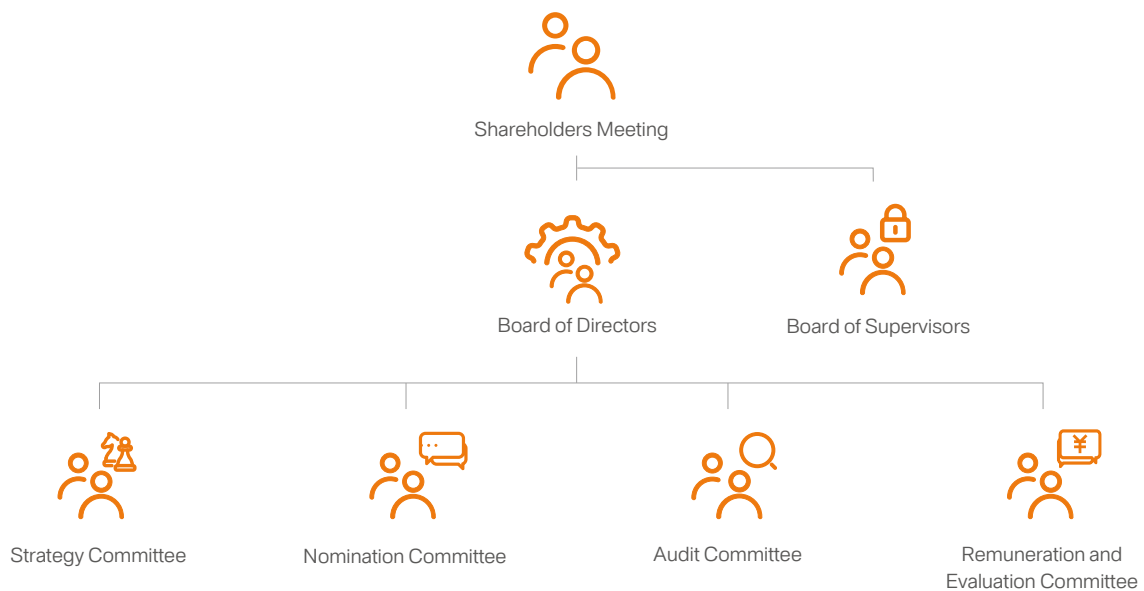 Shareholders Meeting
Board of Directors
Board of Supervisors
¥
Strategy Committee
Nomination Committee
Audit Committee
Remuneration and
Evaluation Committee